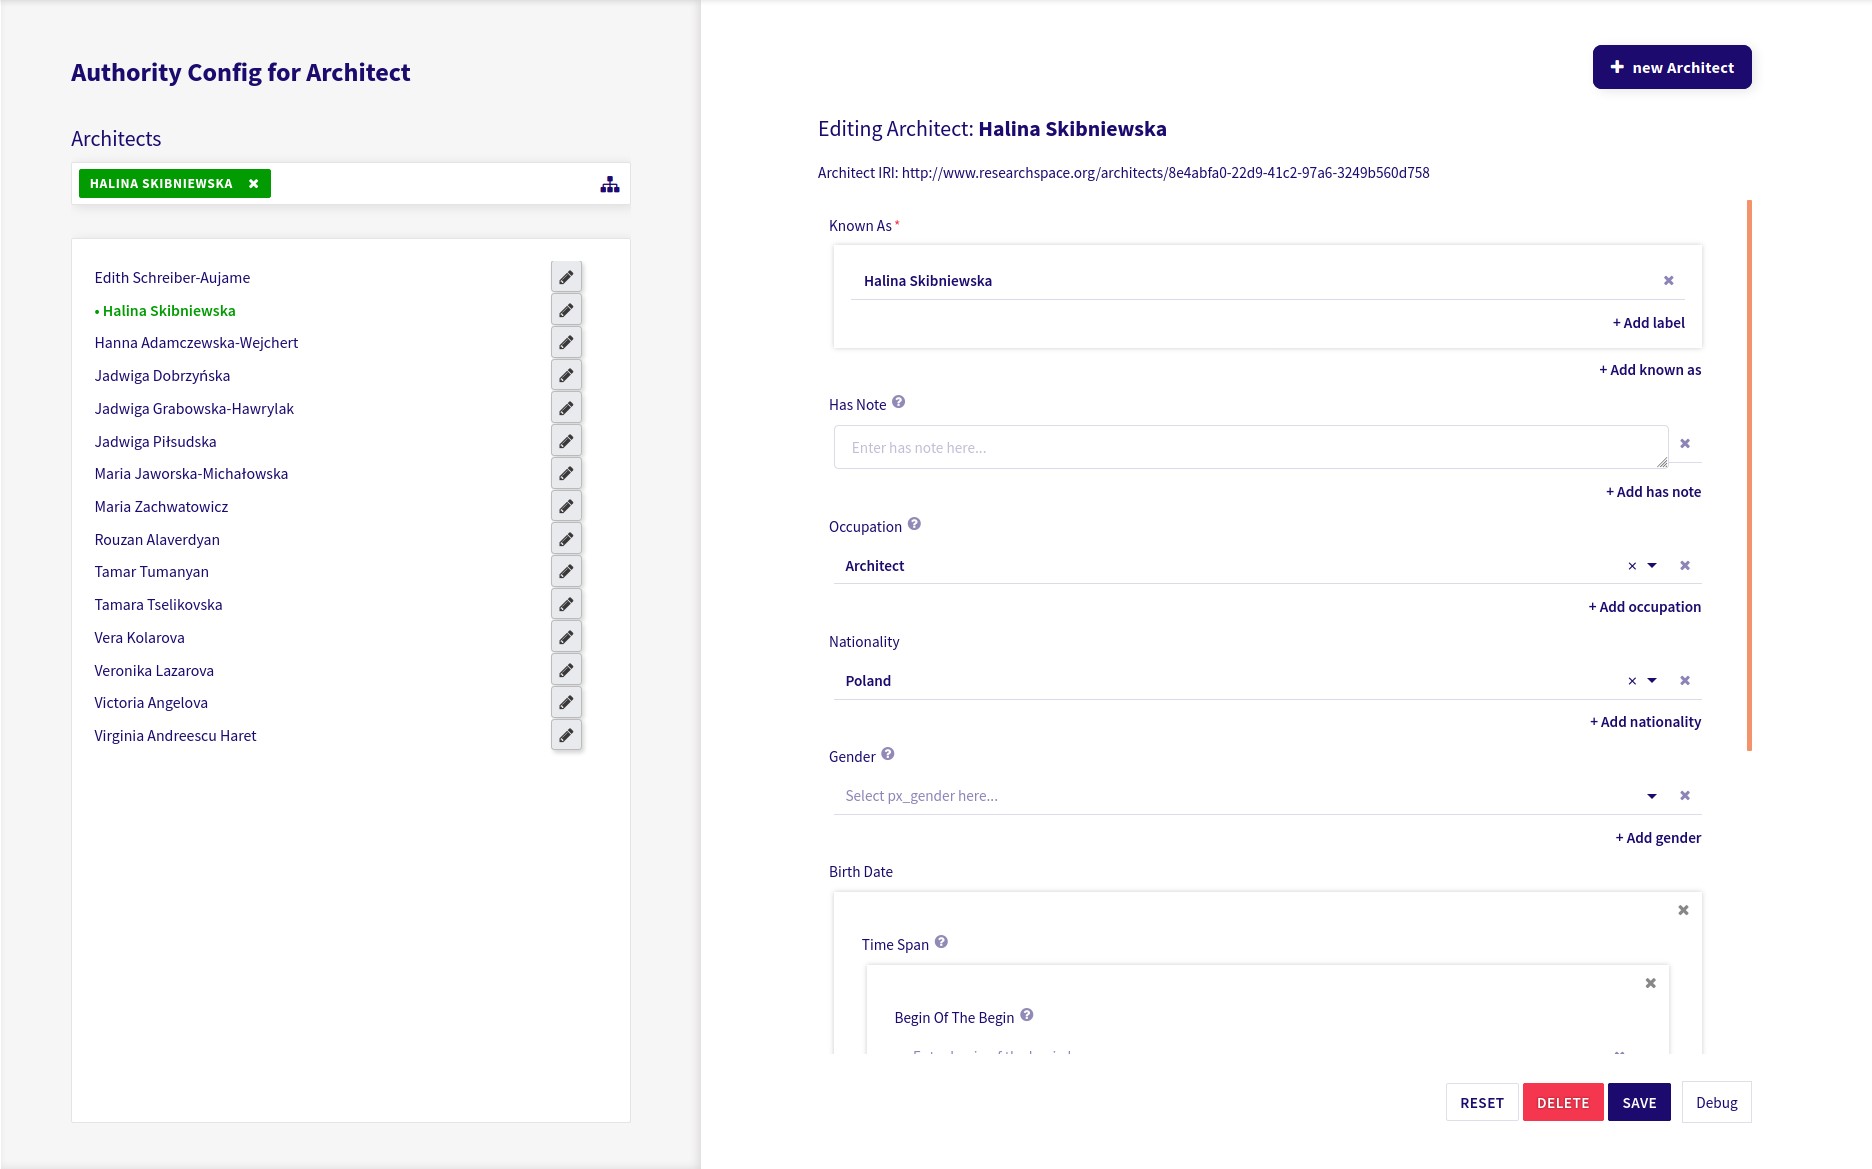 Authority Config for Architect
Architects
HALINA SKIBNIEWSKA
Edith Schreiber-Aujame
• Halina Skibniewska
Hanna Adamczewska-Wejchert
Jadwiga Dobrzyńska
Jadwiga Grabowska-Hawrylak
Jadwiga Piłsudska
Maria Jaworska-Michałowska
Maria Zachwatowicz
Rouzan Alaverdyan
Tamar Tumanyan
Tamara Tselikovska
Vera Kolarova
Veronika Lazarova
Victoria Angelova
Virginia Andreescu Haret
+ new Architect
Editing Architect: Halina Skibniewska
Architect IRI: http://www.researchspace.org/architects/8e4abfa0-22d9-41c2-97a6-3249b560d758
Known As *
Halina Skibniewska
+ Add label
+ Add known as
Has Note
Enter has note here...
+ Add has note
Occupation
Architect
+ Add occupation
Nationality
Poland
+ Add nationality
Gender
Select px_gender here...
+ Add gender
Birth Date
Time Span
Begin Of The Begin
RESET DELETE SAVE Debug